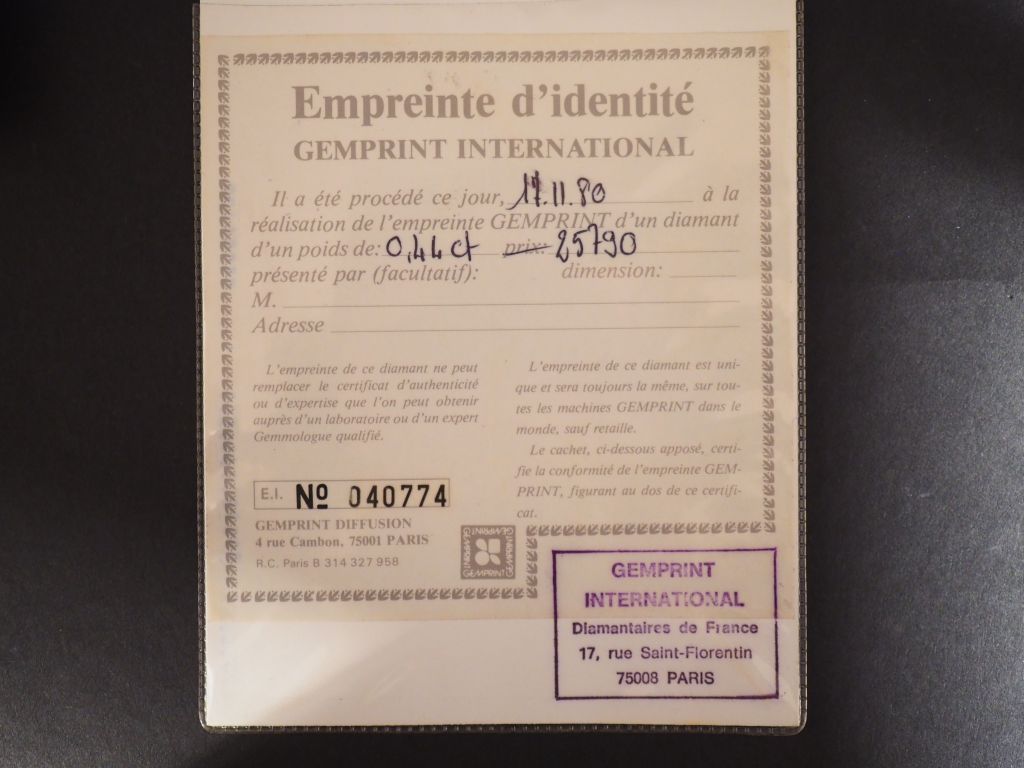 Empreinte d'identité
GEMPRINT INTERNATIONAL
Il a été procédé ce jour, 17.11.80 à la
réalisation de l'empreinte GEMPRINT d'un diamant
d'un poids de: 0,44 ct prix: 25790
présenté par (facultatif): dimension:
M.
Adresse
L'empreinte de ce diamant ne peut
remplacer le certificat d'authenticité
ou d'expertise que l'on peut obtenir
auprès d'un laboratoire ou d'un expert
Gemmologue qualifié.
L'empreinte de ce diamant est uni-
que et sera toujours la même, sur tou-
tes les machines GEMPRINT dans le
monde, sauf retaille.
Le cachet, ci-dessous apposé, certi-
fie la conformité de l'empreinte GEM-
PRINT, figurant au dos de ce certifi-
cat.
E.I. Nº 040774
GEMPRINT DIFFUSION
4 rue Cambon, 75001 PARIS
R.C. Paris B 314 327 958
GEMPRINT
GEMPRINT
GEMPRINT
GEMPRINT
GEMPRINT
INTERNATIONAL
Diamantaires de France
17, rue Saint-Florentin
75008 PARIS